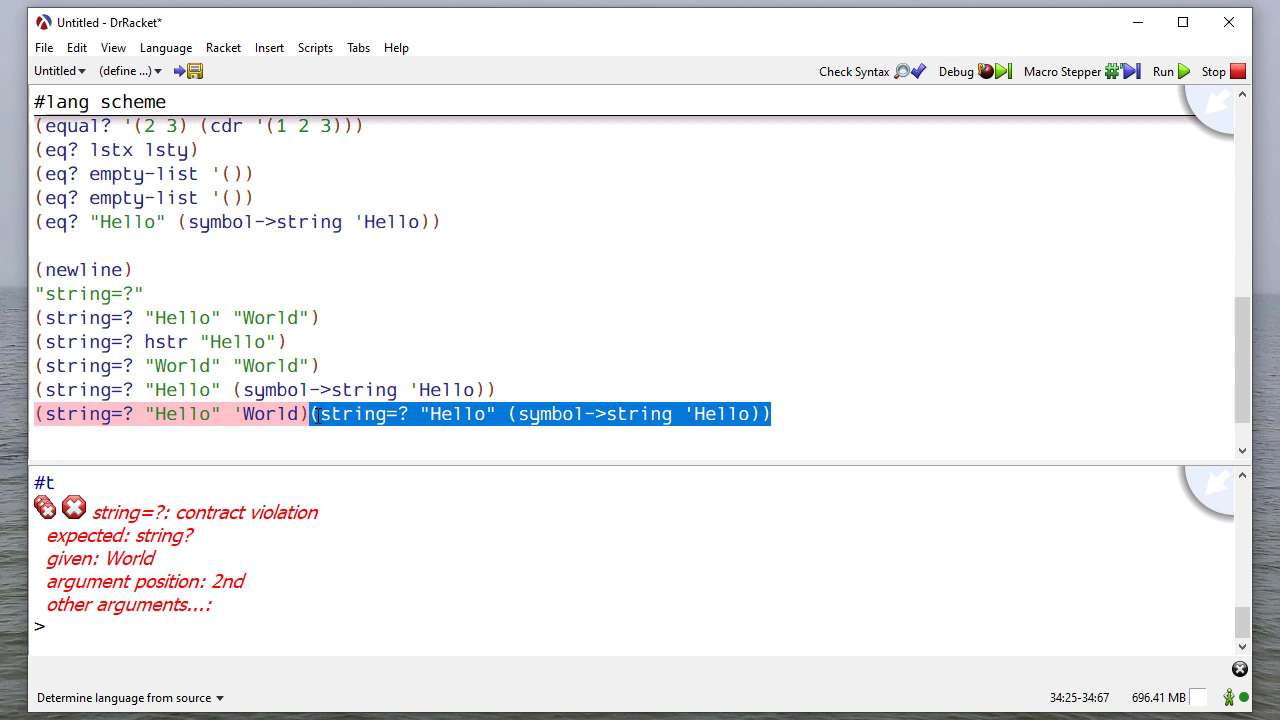 Untitled - DrRacket*
File Edit View Language Racket Insert Scripts Tabs Help
Untitled (define ...) Check Syntax Debug Macro Stepper Run Stop
#lang scheme
(equal? '(2 3) (cdr '(1 2 3)))
(eq? lstx lsty)
(eq? empty-list '())
(eq? empty-list '())
(eq? "Hello" (symbol->string 'Hello))
(newline)
"string=?"
(string=? "Hello" "World")
(string=? hstr "Hello")
(string=? "World" "World")
(string=? "Hello" (symbol->string 'Hello))
(string=? "Hello" 'World)(string=? "Hello" (symbol->string 'Hello))
#t
string=?: contract violation
expected: string?
given: World
argument position: 2nd
other arguments...:
>
Determine language from source 34:25-34:67 696.41 MB